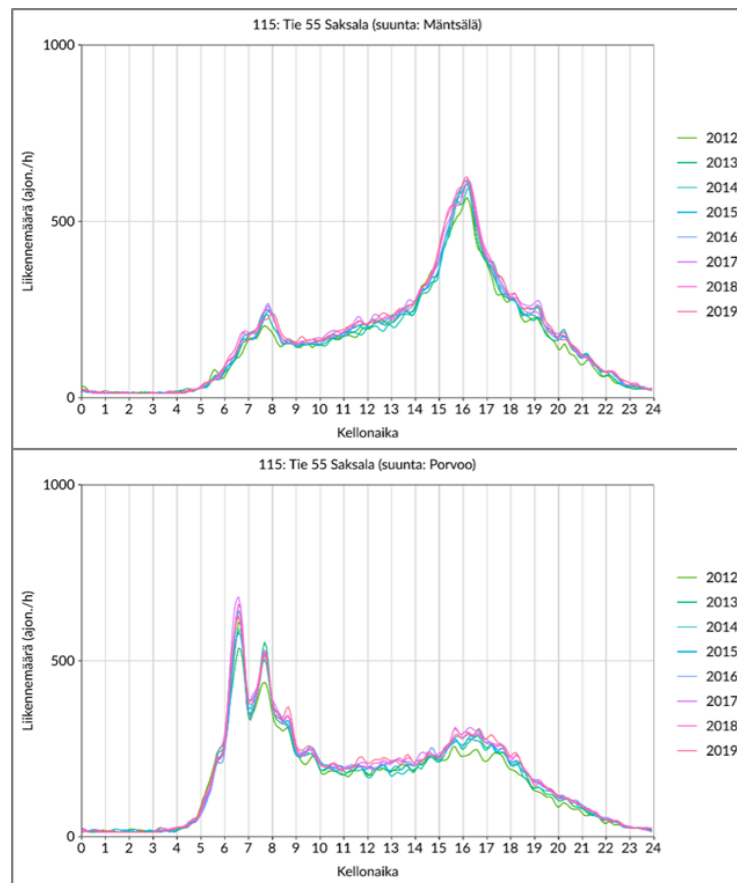 115: Tie 55 Saksala (suunta: Mäntsälä)
1000
500
0
Liikennemäärä (ajon./h)
0 1 2 3 4 5 6 7 8 9 10 11 12 13 14 15 16 17 18 19 20 21 22 23 24
Kellonaika
2012
2013
2014
2015
2016
2017
2018
2019
115: Tie 55 Saksala (suunta: Porvoo)
1000
500
0
Liikennemäärä (ajon./h)
0 1 2 3 4 5 6 7 8 9 10 11 12 13 14 15 16 17 18 19 20 21 22 23 24
Kellonaika
2012
2013
2014
2015
2016
2017
2018
2019